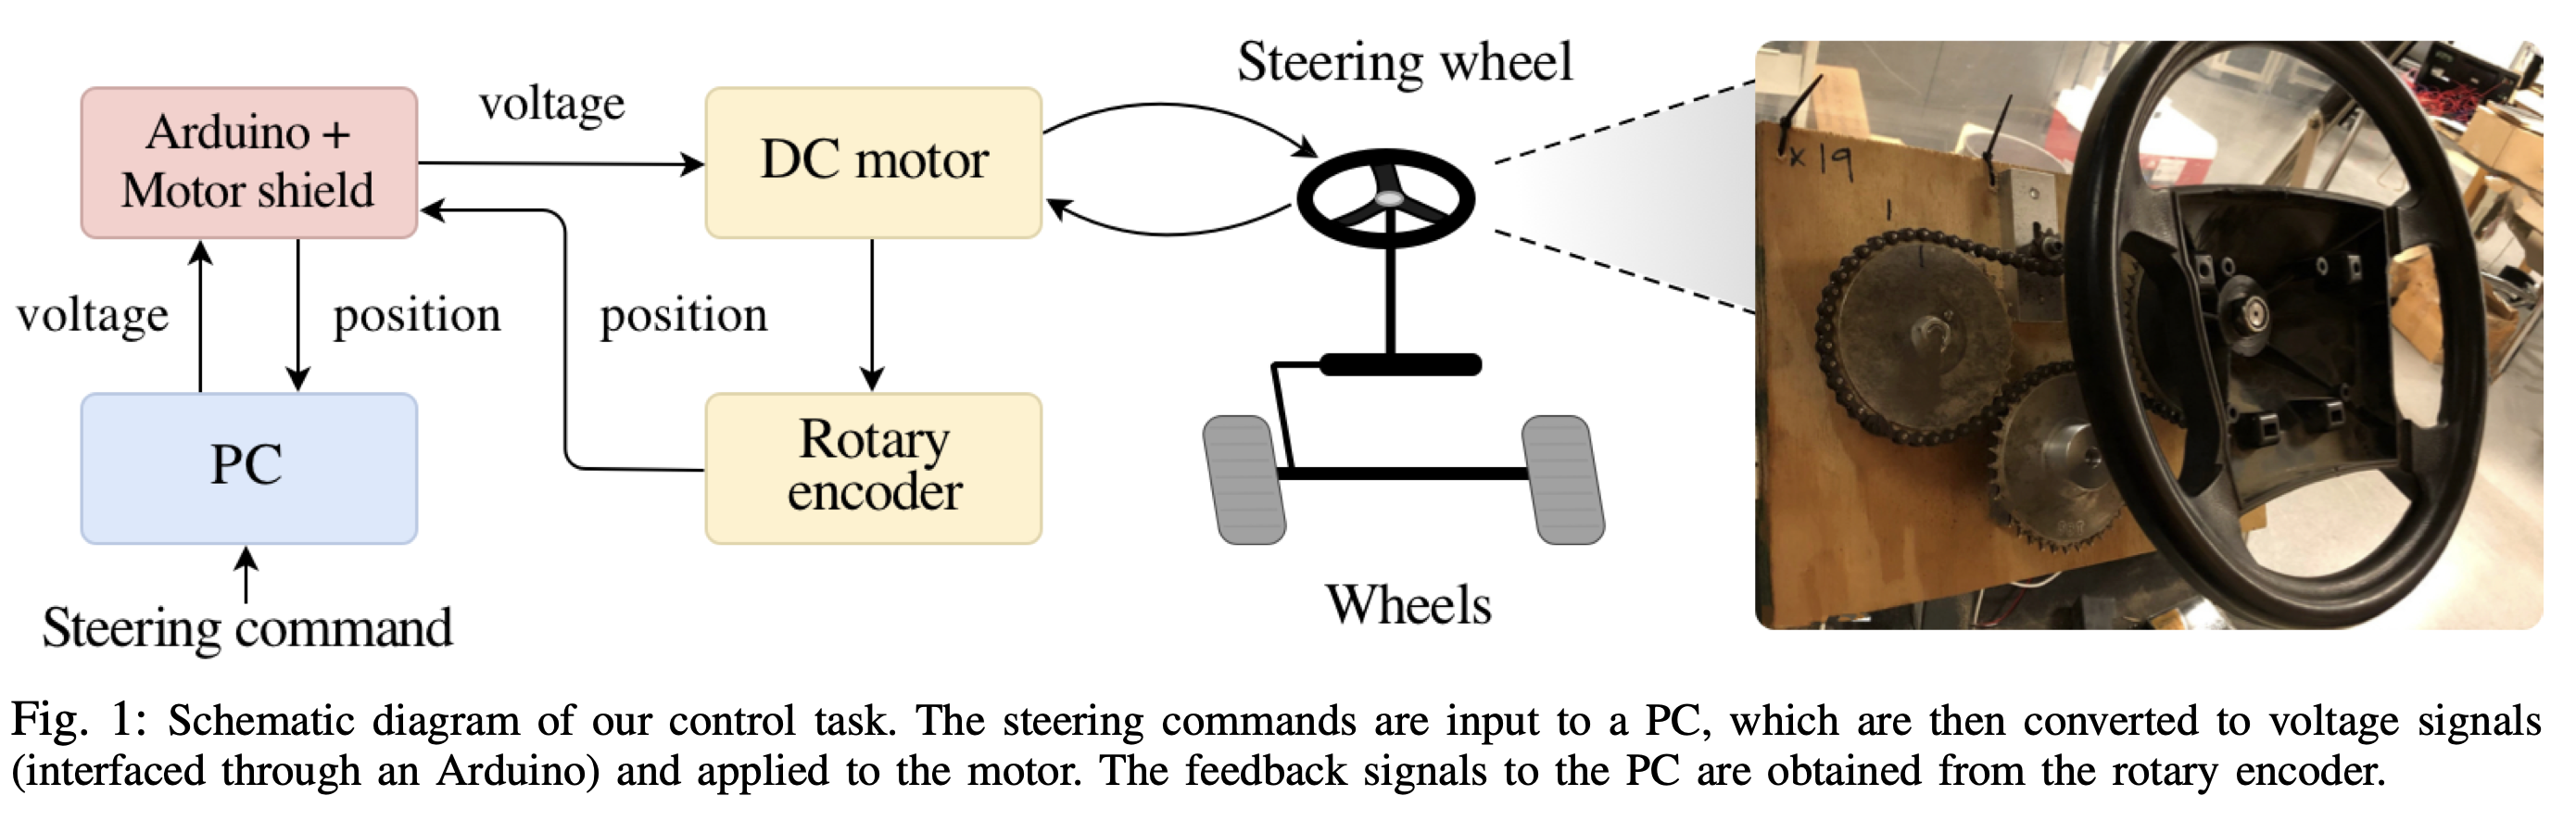 Steering wheel
voltage
Arduino +
Motor shield
DC motor
voltage
position
position
PC
Rotary
encoder
Steering command
Wheels
x 19
1
1
Fig. 1: Schematic diagram of our control task. The steering commands are input to a PC, which are then converted to voltage signals
(interfaced through an Arduino) and applied to the motor. The feedback signals to the PC are obtained from the rotary encoder.